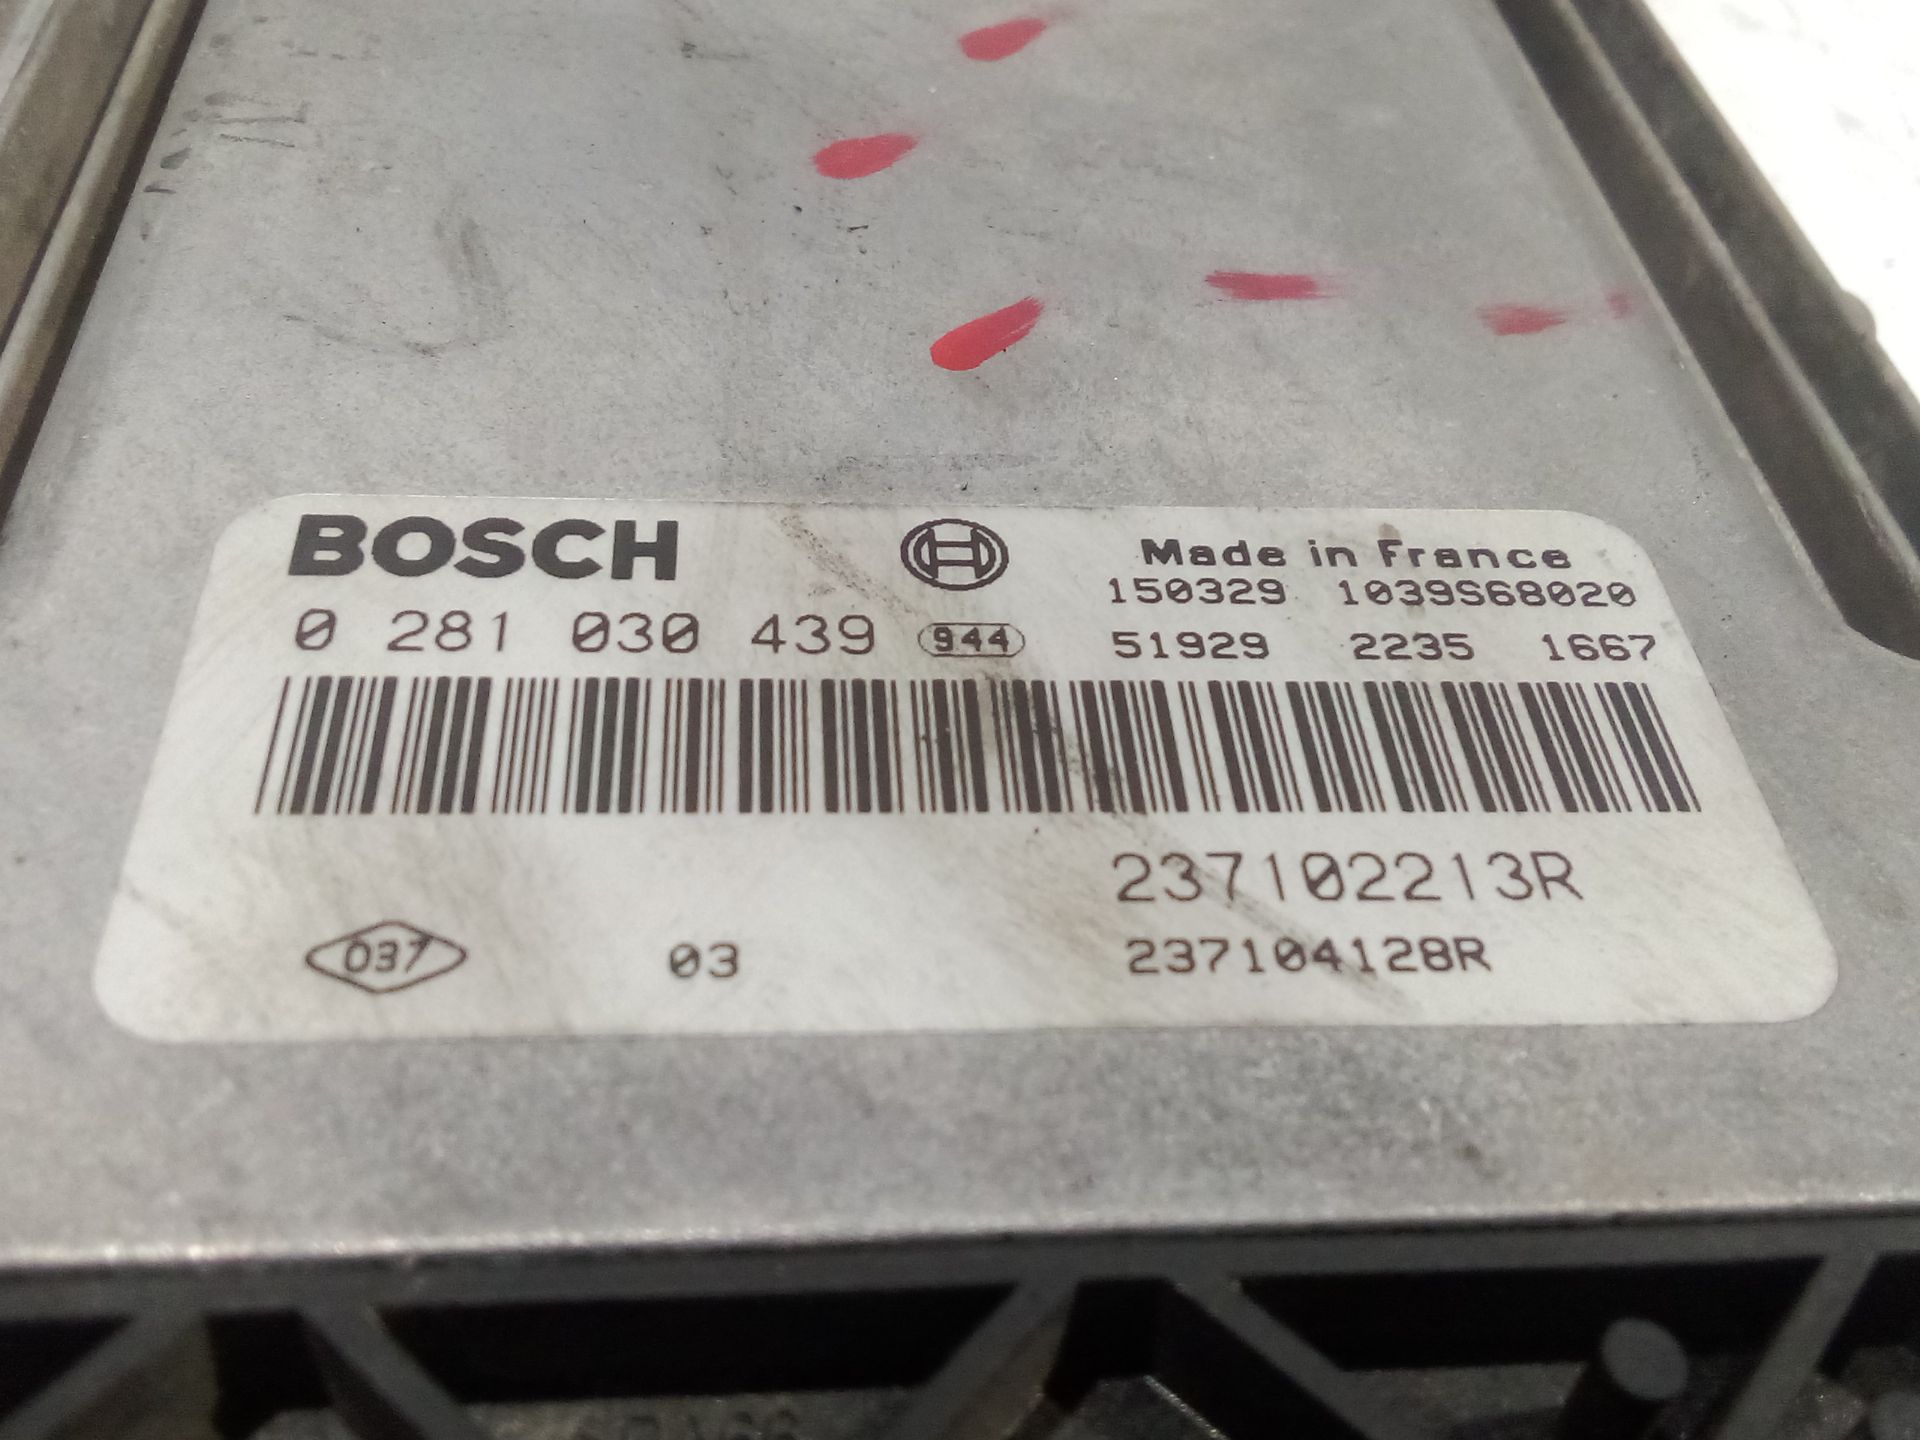 BOSCH
Made in France
150329 1039S68020
0 281 030 439 944
51929 2235 1667
237102213R
037 03 237104128R